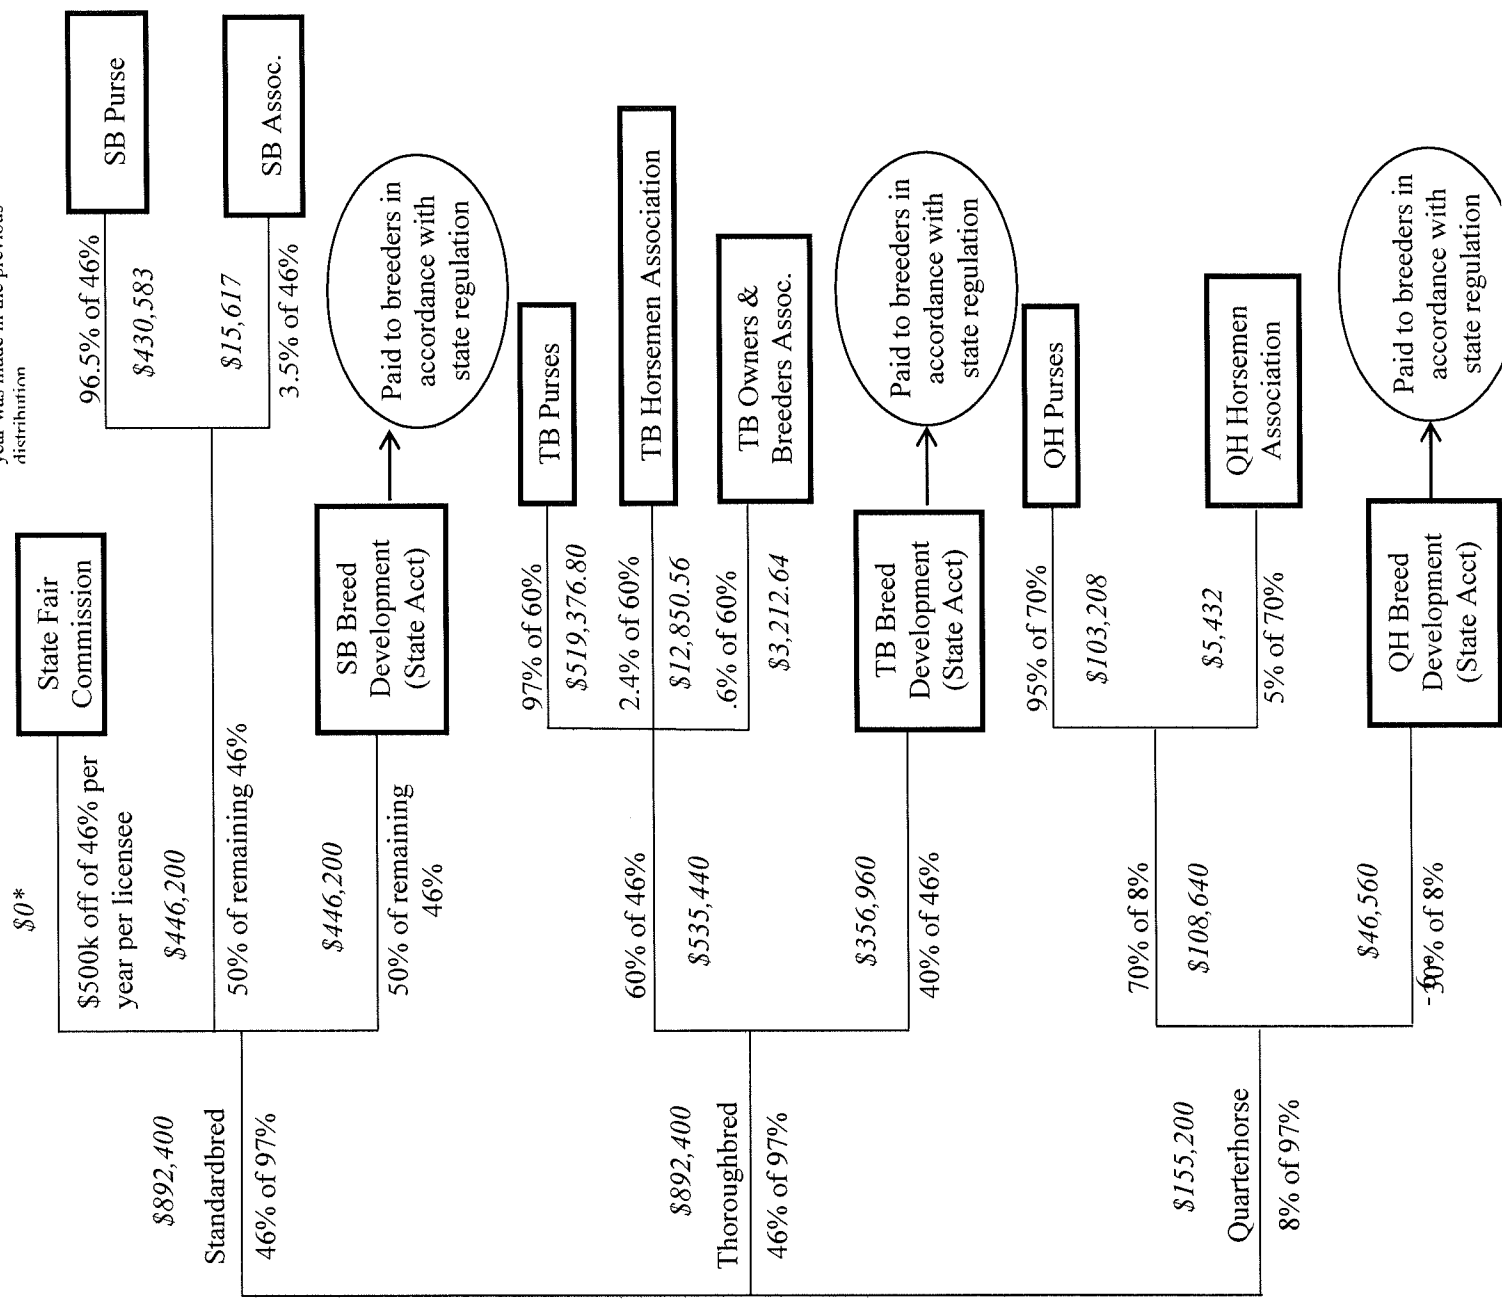 year was made in the previous
distribution
$0*
State Fair
Commission
$500k off of 46% per
year per licensee
96.5% of 46%
SB Purse
$430,583
$446,200
50% of remaining 46%
$15,617
3.5% of 46%
SB Assoc.
$892,400
Standardbred
46% of 97%
$446,200
50% of remaining
46%
SB Breed
Development
(State Acct)
Paid to breeders in
accordance with
state regulation
97% of 60%
$519,376.80
TB Purses
60% of 46%
$535,440
2.4% of 60%
$12,850.56
TB Horsemen Association
.6% of 60%
$3,212.64
TB Owners &
Breeders Assoc.
$892,400
Thoroughbred
46% of 97%
$356,960
40% of 46%
TB Breed
Development
(State Acct)
Paid to breeders in
accordance with
state regulation
95% of 70%
$103,208
QH Purses
70% of 8%
$108,640
$5,432
5% of 70%
QH Horsemen
Association
$155,200
Quarterhorse
8% of 97%
$46,560
30% of 8%
QH Breed
Development
(State Acct)
Paid to breeders in
accordance with
state regulation